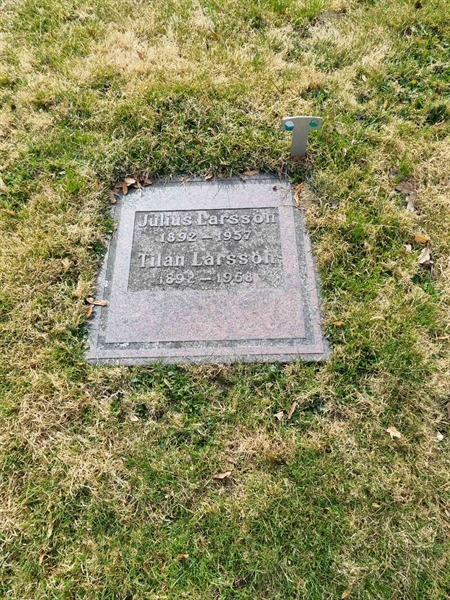 Julius Larsson
1892 – 1957
Tilan Larsson
1892 – 1958